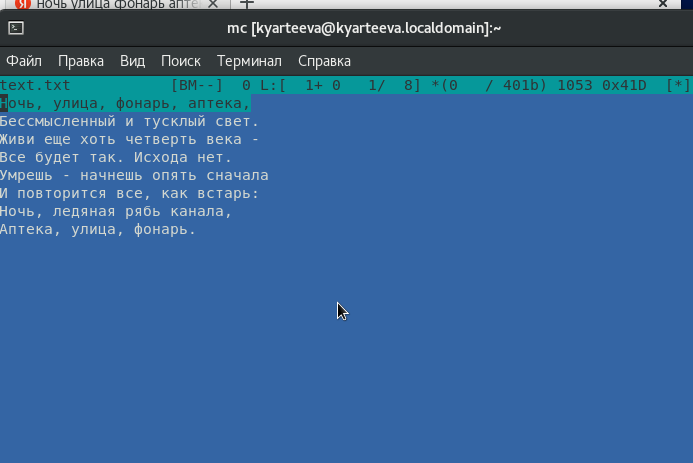 ночь улица фонарь апте
mc [kyarteeva@kyarteeva.localdomain]:~
Файл Правка Вид Поиск Терминал Справка
text.txt [BM--] 0 L:[ 1+ 0 1/ 8] *(0 / 401b) 1053 0x41D [*]
Ночь, улица, фонарь, аптека,
Бессмысленный и тусклый свет.
Живи еще хоть четверть века -
Все будет так. Исхода нет.
Умрешь - начнешь опять сначала
И повторится все, как встарь:
Ночь, ледяная рябь канала,
Аптека, улица, фонарь.